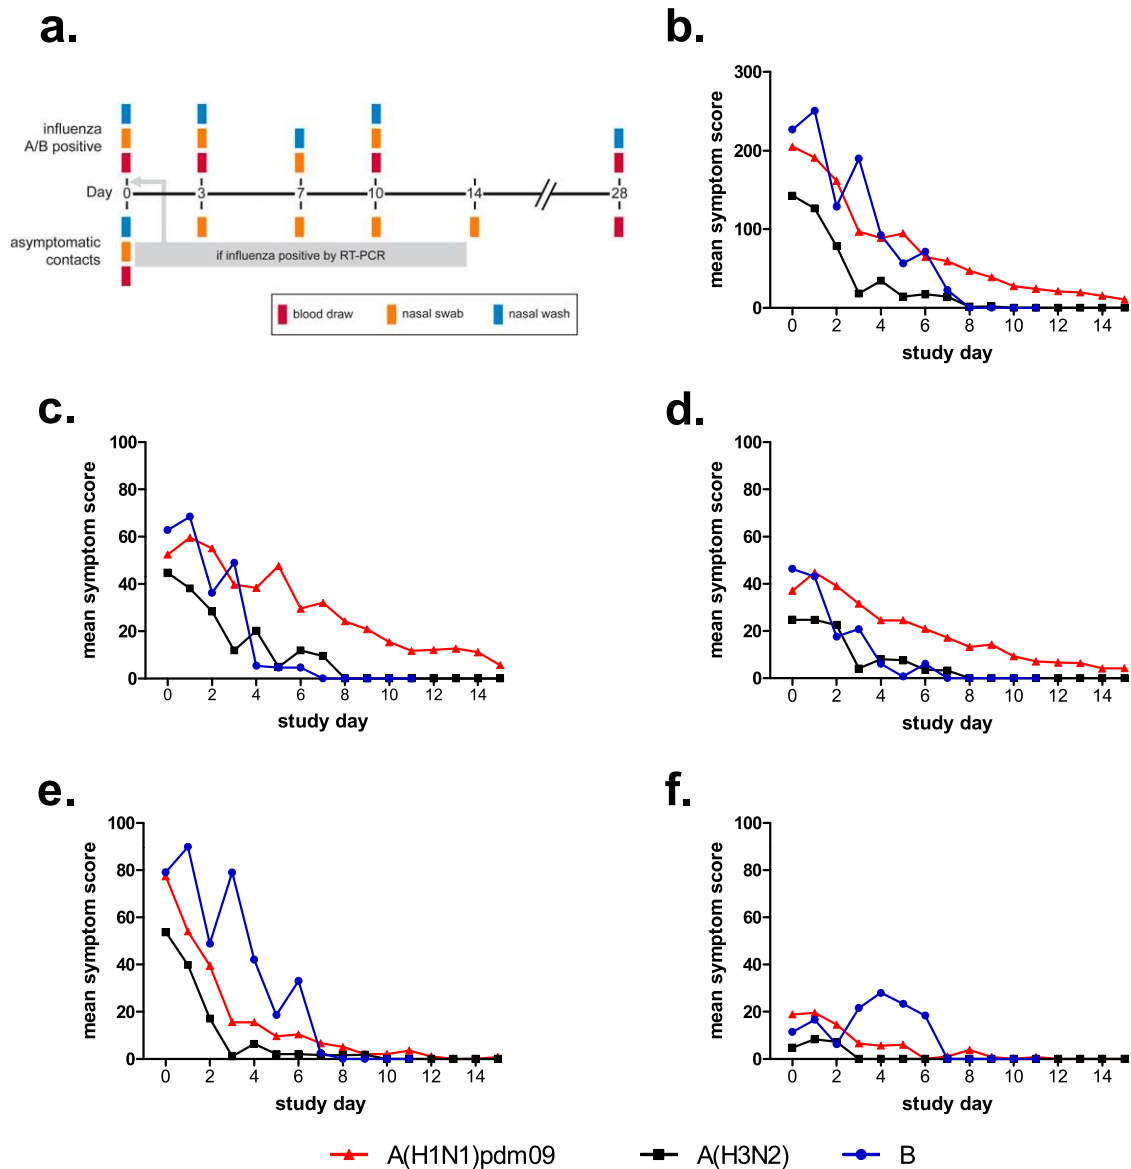 a.
influenza
A/B positive
Day 0 3 7 10 14 28
asymptomatic
contacts
if influenza positive by RT-PCR
blood draw nasal swab nasal wash
b.
mean symptom score
300
200
100
0
0 2 4 6 8 10 12 14
study day
c.
mean symptom score
100
80
60
40
20
0
0 2 4 6 8 10 12 14
study day
d.
mean symptom score
100
80
60
40
20
0
0 2 4 6 8 10 12 14
study day
e.
mean symptom score
100
80
60
40
20
0
0 2 4 6 8 10 12 14
study day
f.
mean symptom score
100
80
60
40
20
0
0 2 4 6 8 10 12 14
study day
A(H1N1)pdm09 A(H3N2) B